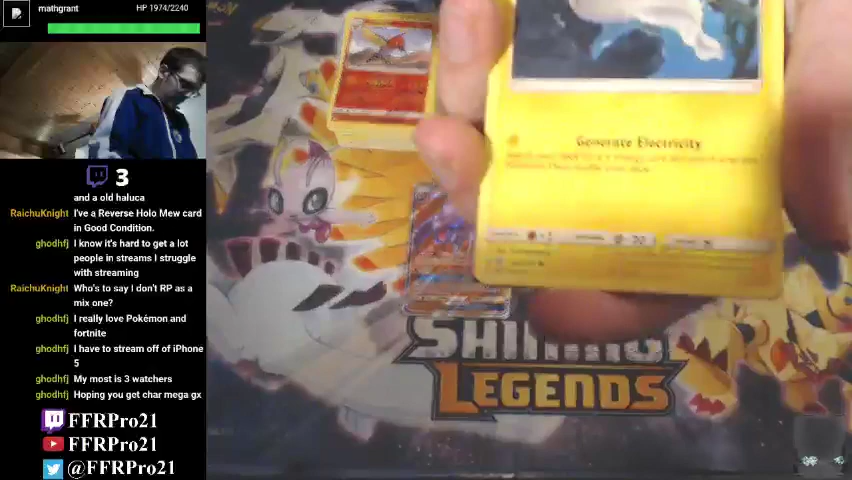 mathgrant HP 1974/2240
3
and a old haluca
RaichuKnight I've a Reverse Holo Mew card
in Good Condition.
ghodhfj I know it's hard to get a lot
people in streams I struggle
with streaming
RaichuKnight Who's to say I don't RP as a
mix one?
ghodhfj I really love Pokémon and
fortnite
ghodhfj I have to stream off of iPhone
5
ghodhfj My most is 3 watchers
ghodhfj Hoping you get char mega gx
FFRPro21
FFRPro21
@FFRPro21
Generate Electricity
SHINING
LEGENDS